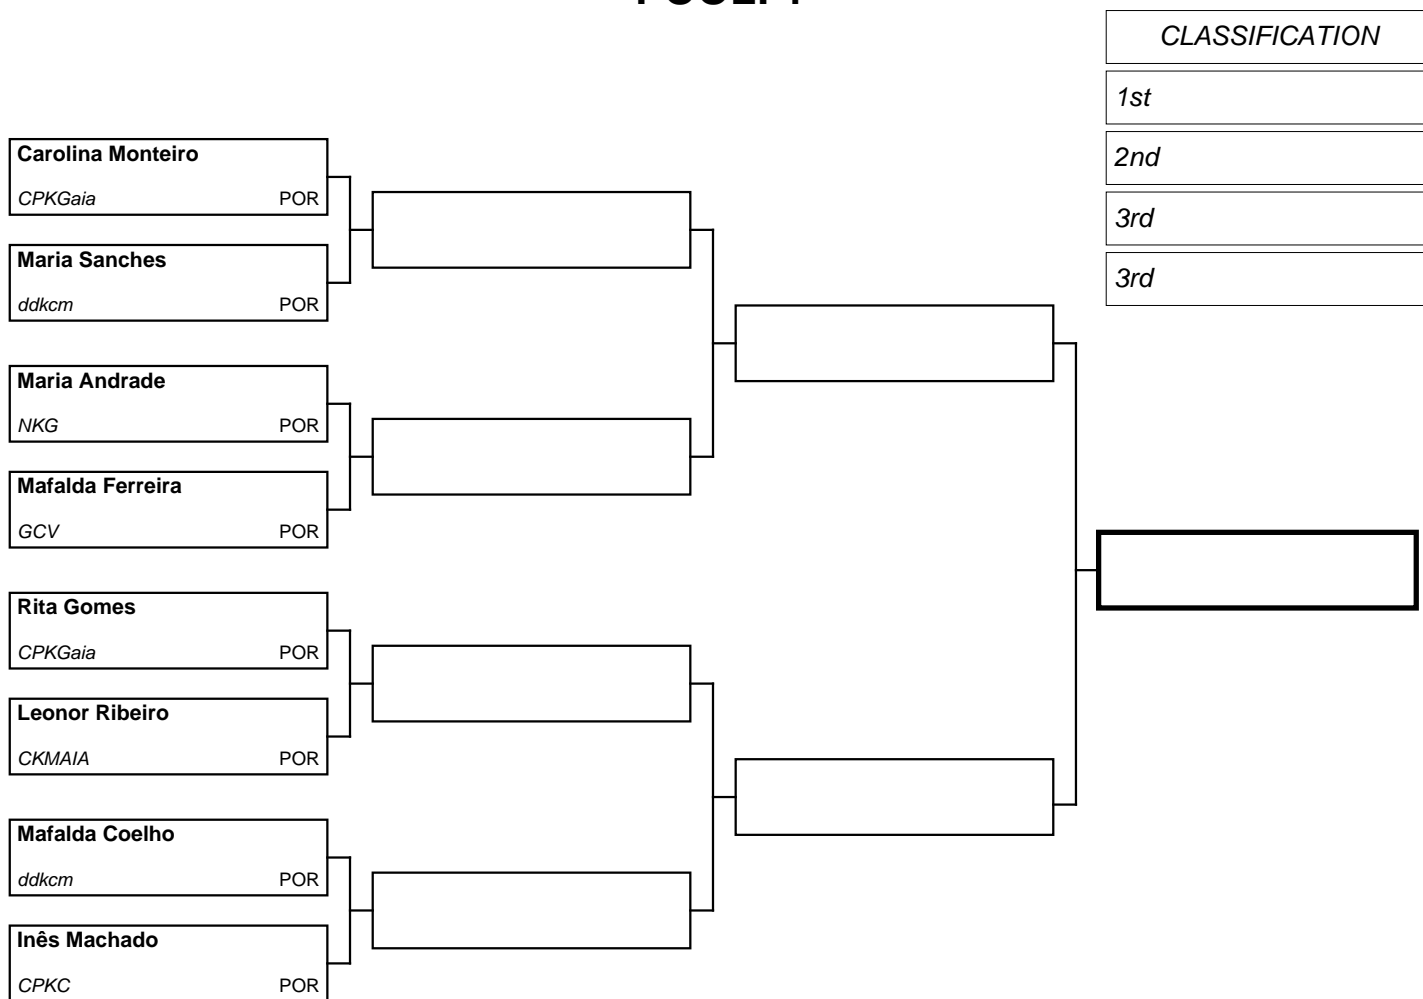 CLASSIFICATION
1st
2nd
3rd
3rd
Carolina Monteiro
CPKGaia POR
Maria Sanches
ddkcm POR
Maria Andrade
NKG POR
Mafalda Ferreira
GCV POR
Rita Gomes
CPKGaia POR
Leonor Ribeiro
CKMAIA POR
Mafalda Coelho
ddkcm POR
Inês Machado
CPKC POR